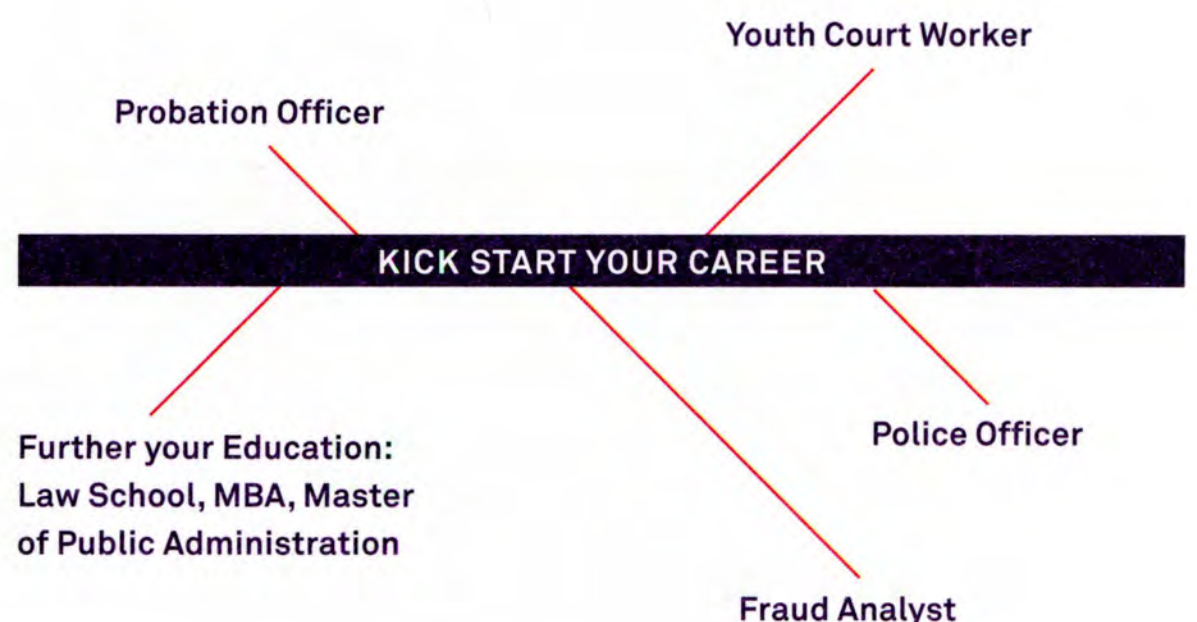 Youth Court Worker
Probation Officer
KICK START YOUR CAREER
Further your Education:
Law School, MBA, Master
of Public Administration
Police Officer
Fraud Analyst